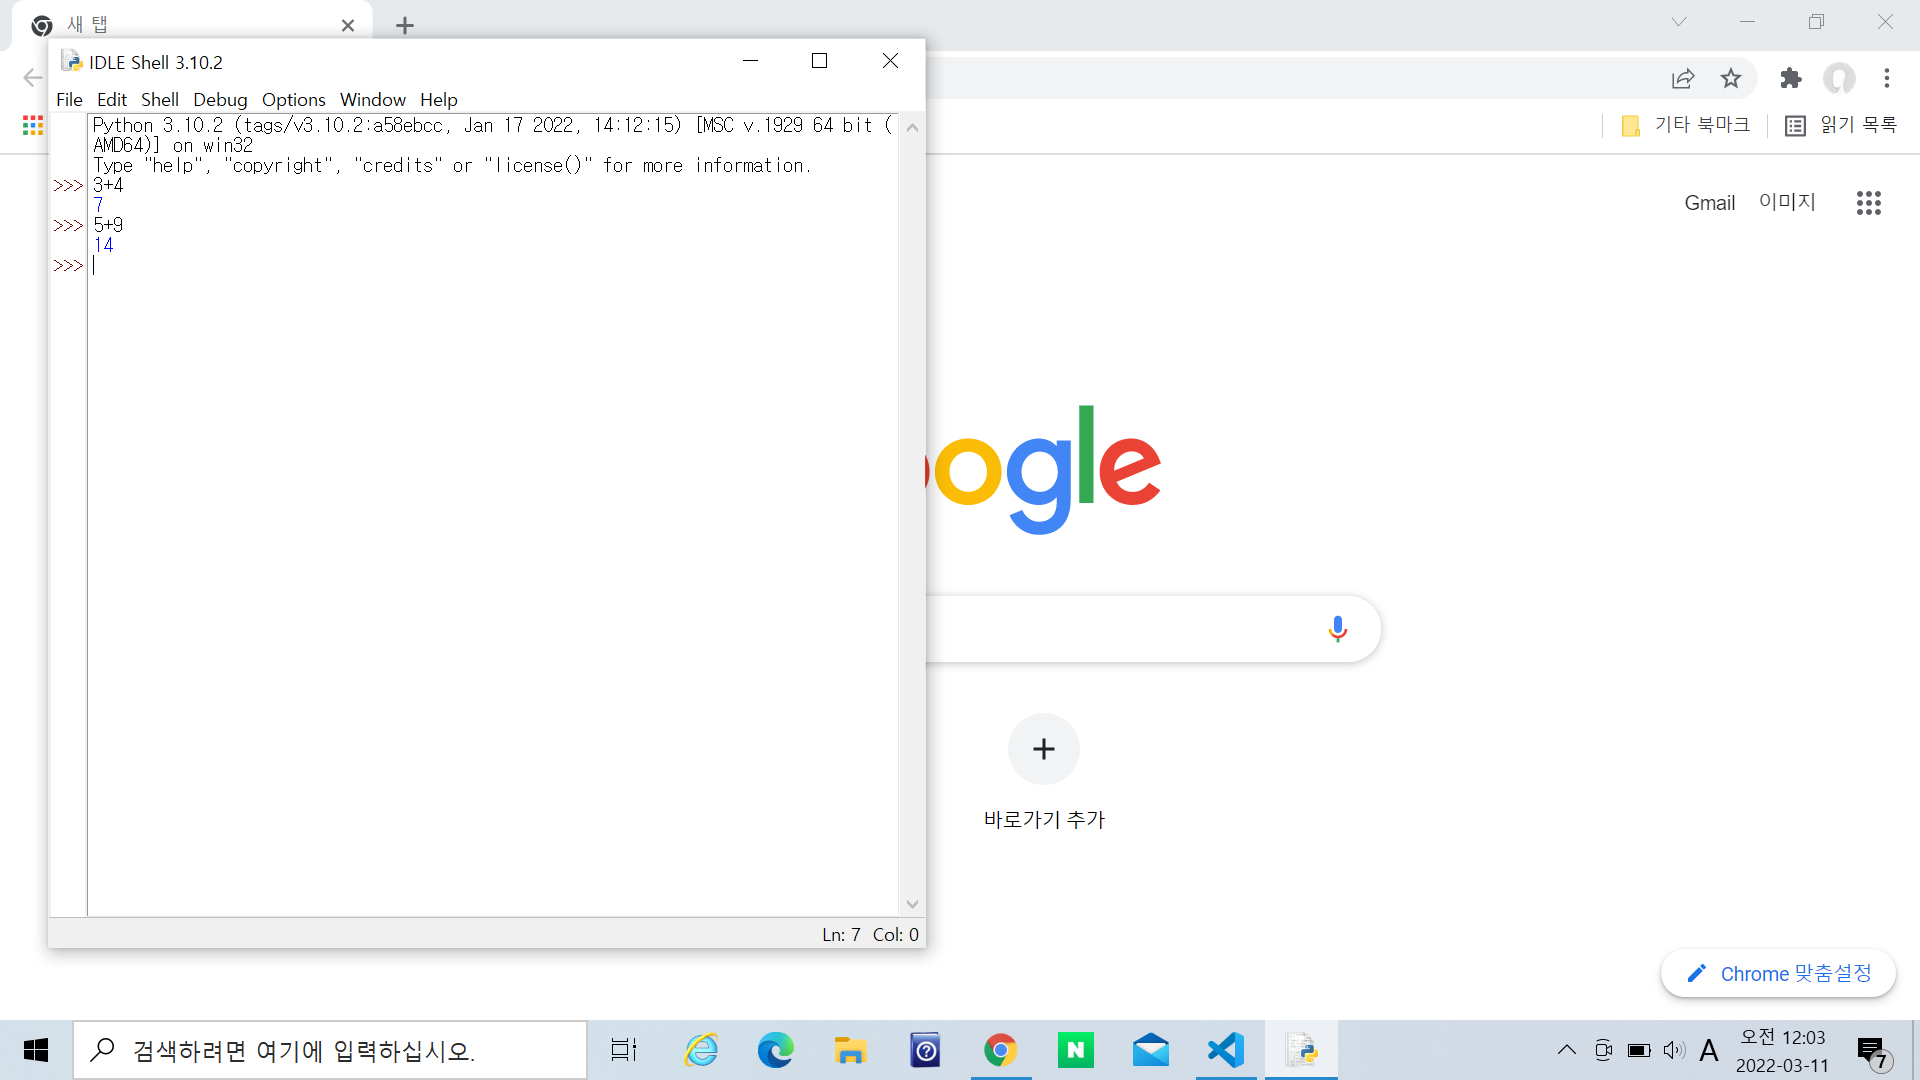 새 탭
IDLE Shell 3.10.2
File Edit Shell Debug Options Window Help
Python 3.10.2 (tags/v3.10.2:a58ebcc, Jan 17 2022, 14:12:15) [MSC v.1929 64 bit (
AMD64)] on win32
Type "help", "copyright", "credits" or "license()" for more information.
>>> 3+4
7
>>> 5+9
14
>>>
Ln: 7 Col: 0
기타 북마크
읽기 목록
Gmail 이미지
ogle
바로가기 추가
Chrome 맞춤설정
검색하려면 여기에 입력하십시오.
N
A
오전 12:03
2022-03-11
7